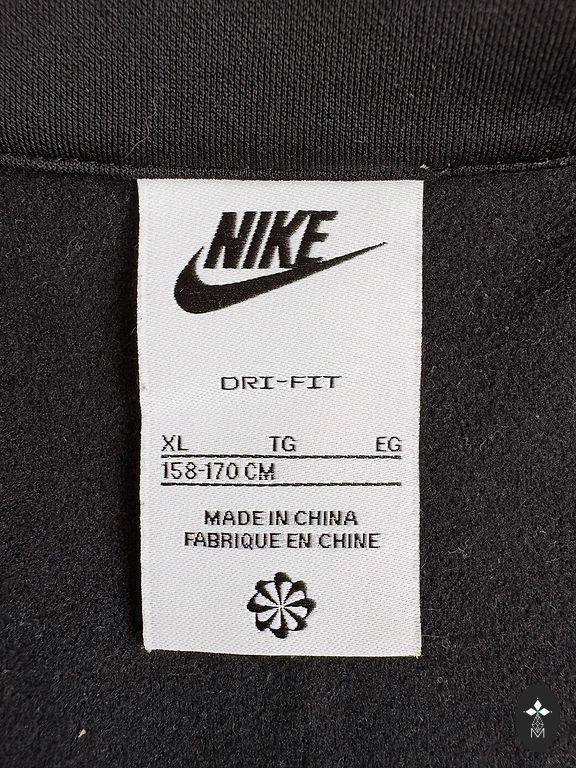 NIKE
DRI-FIT
XL TG EG
158-170 CM
MADE IN CHINA
FABRIQUE EN CHINE
M